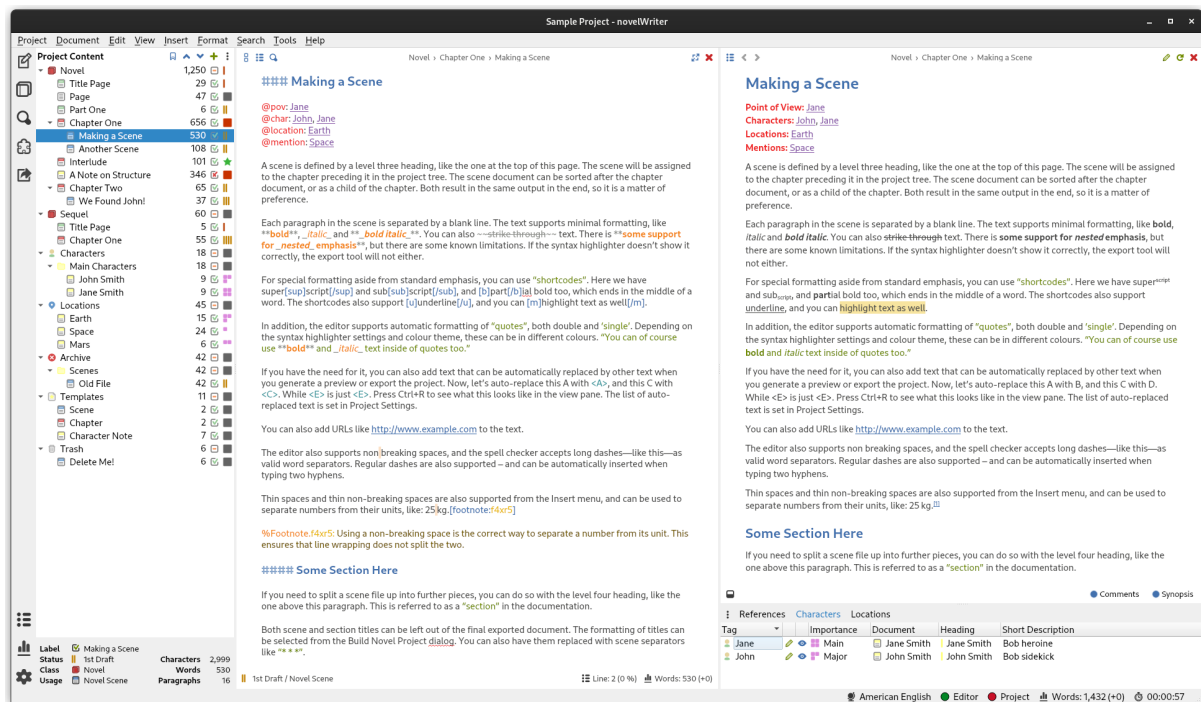 Sample Project - novelWriter
Project Document Edit View Insert Format Search Tools Help
Project Content
Novel 1,250
Title Page 29
Page 47
Part One 6
Chapter One 656
Making a Scene 530
Another Scene 108
Interlude 101
A Note on Structure 346
Chapter Two 65
We Found John! 37
Sequel 60
Title Page 5
Chapter One 55
Characters 18
Main Characters 18
John Smith 9
Jane Smith 9
Locations 45
Earth 15
Space 24
Mars 6
Archive 42
Scenes 42
Old File 42
Templates 11
Scene 2
Chapter 2
Character Note 7
Trash 6
Delete Me! 6
Label Making a Scene
Status 1st Draft Characters 2,999
Class Novel Words 530
Usage Novel Scene Paragraphs 16
Novel › Chapter One › Making a Scene
### Making a Scene
@pov: Jane
@char: John, Jane
@location: Earth
@mention: Space
A scene is defined by a level three heading, like the one at the top of this page. The scene will be assigned
to the chapter preceding it in the project tree. The scene document can be sorted after the chapter
document, or as a child of the chapter. Both result in the same output in the end, so it is a matter of
preference.
Each paragraph in the scene is separated by a blank line. The text supports minimal formatting, like
**bold**, _italic_ and **_bold italic_**. You can also ~~strike through~~ text. There is **some support
for _nested_ emphasis**, but there are some known limitations. If the syntax highlighter doesn’t show it
correctly, the export tool will not either.
For special formatting aside from standard emphasis, you can use “shortcodes”. Here we have
super[sup]script[/sup] and sub[sub]script[/sub], and [b]part[/b]ial bold too, which ends in the middle of a
word. The shortcodes also support [u]underline[/u], and you can [m]highlight text as well[/m].
In addition, the editor supports automatic formatting of “quotes”, both double and ‘single’. Depending on
the syntax highlighter settings and colour theme, these can be in different colours. “You can of course
use **bold** and _italic_ text inside of quotes too.”
If you have the need for it, you can also add text that can be automatically replaced by other text when
you generate a preview or export the project. Now, let’s auto-replace this A with <A>, and this C with
<C>. While <E> is just <E>. Press Ctrl+R to see what this looks like in the view pane. The list of auto-
replaced text is set in Project Settings.
You can also add URLs like http://www.example.com to the text.
The editor also supports non breaking spaces, and the spell checker accepts long dashes—like this—as
valid word separators. Regular dashes are also supported – and can be automatically inserted when
typing two hyphens.
Thin spaces and thin non-breaking spaces are also supported from the Insert menu, and can be used to
separate numbers from their units, like: 25 kg.[footnote:f4xr5]
%Footnote.f4xr5: Using a non-breaking space is the correct way to separate a number from its unit. This
ensures that line wrapping does not split the two.
#### Some Section Here
If you need to split a scene file up into further pieces, you can do so with the level four heading, like the
one above this paragraph. This is referred to as a “section” in the documentation.
Both scene and section titles can be left out of the final exported document. The formatting of titles can
be selected from the Build Novel Project dialog. You can also have them replaced with scene separators
like “* * *”.
1st Draft / Novel Scene Line: 2 (0 %) Words: 530 (+0)
Novel › Chapter One › Making a Scene
Making a Scene
Point of View: Jane
Characters: John, Jane
Locations: Earth
Mentions: Space
A scene is defined by a level three heading, like the one at the top of this page. The scene will be assigned
to the chapter preceding it in the project tree. The scene document can be sorted after the chapter
document, or as a child of the chapter. Both result in the same output in the end, so it is a matter of
preference.
Each paragraph in the scene is separated by a blank line. The text supports minimal formatting, like bold,
italic and bold italic. You can also strike through text. There is some support for nested emphasis, but
there are some known limitations. If the syntax highlighter doesn’t show it correctly, the export tool will
not either.
For special formatting aside from standard emphasis, you can use “shortcodes”. Here we have superscript
and subscript, and partial bold too, which ends in the middle of a word. The shortcodes also support
underline, and you can highlight text as well.
In addition, the editor supports automatic formatting of “quotes”, both double and ‘single’. Depending on
the syntax highlighter settings and colour theme, these can be in different colours. “You can of course use
bold and italic text inside of quotes too.”
If you have the need for it, you can also add text that can be automatically replaced by other text when
you generate a preview or export the project. Now, let’s auto-replace this A with B, and this C with D.
While <E> is just <E>. Press Ctrl+R to see what this looks like in the view pane. The list of auto-replaced
text is set in Project Settings.
You can also add URLs like http://www.example.com to the text.
The editor also supports non breaking spaces, and the spell checker accepts long dashes—like this—as
valid word separators. Regular dashes are also supported – and can be automatically inserted when
typing two hyphens.
Thin spaces and thin non-breaking spaces are also supported from the Insert menu, and can be used to
separate numbers from their units, like: 25 kg.[1]
Some Section Here
If you need to split a scene file up into further pieces, you can do so with the level four heading, like the
one above this paragraph. This is referred to as a “section” in the documentation.
Comments Synopsis
References Characters Locations
Tag Importance Document Heading Short Description
Jane Main Jane Smith Jane Smith Bob heroine
John Major John Smith John Smith Bob sidekick
American English Editor Project Words: 1,432 (+0) 00:00:57